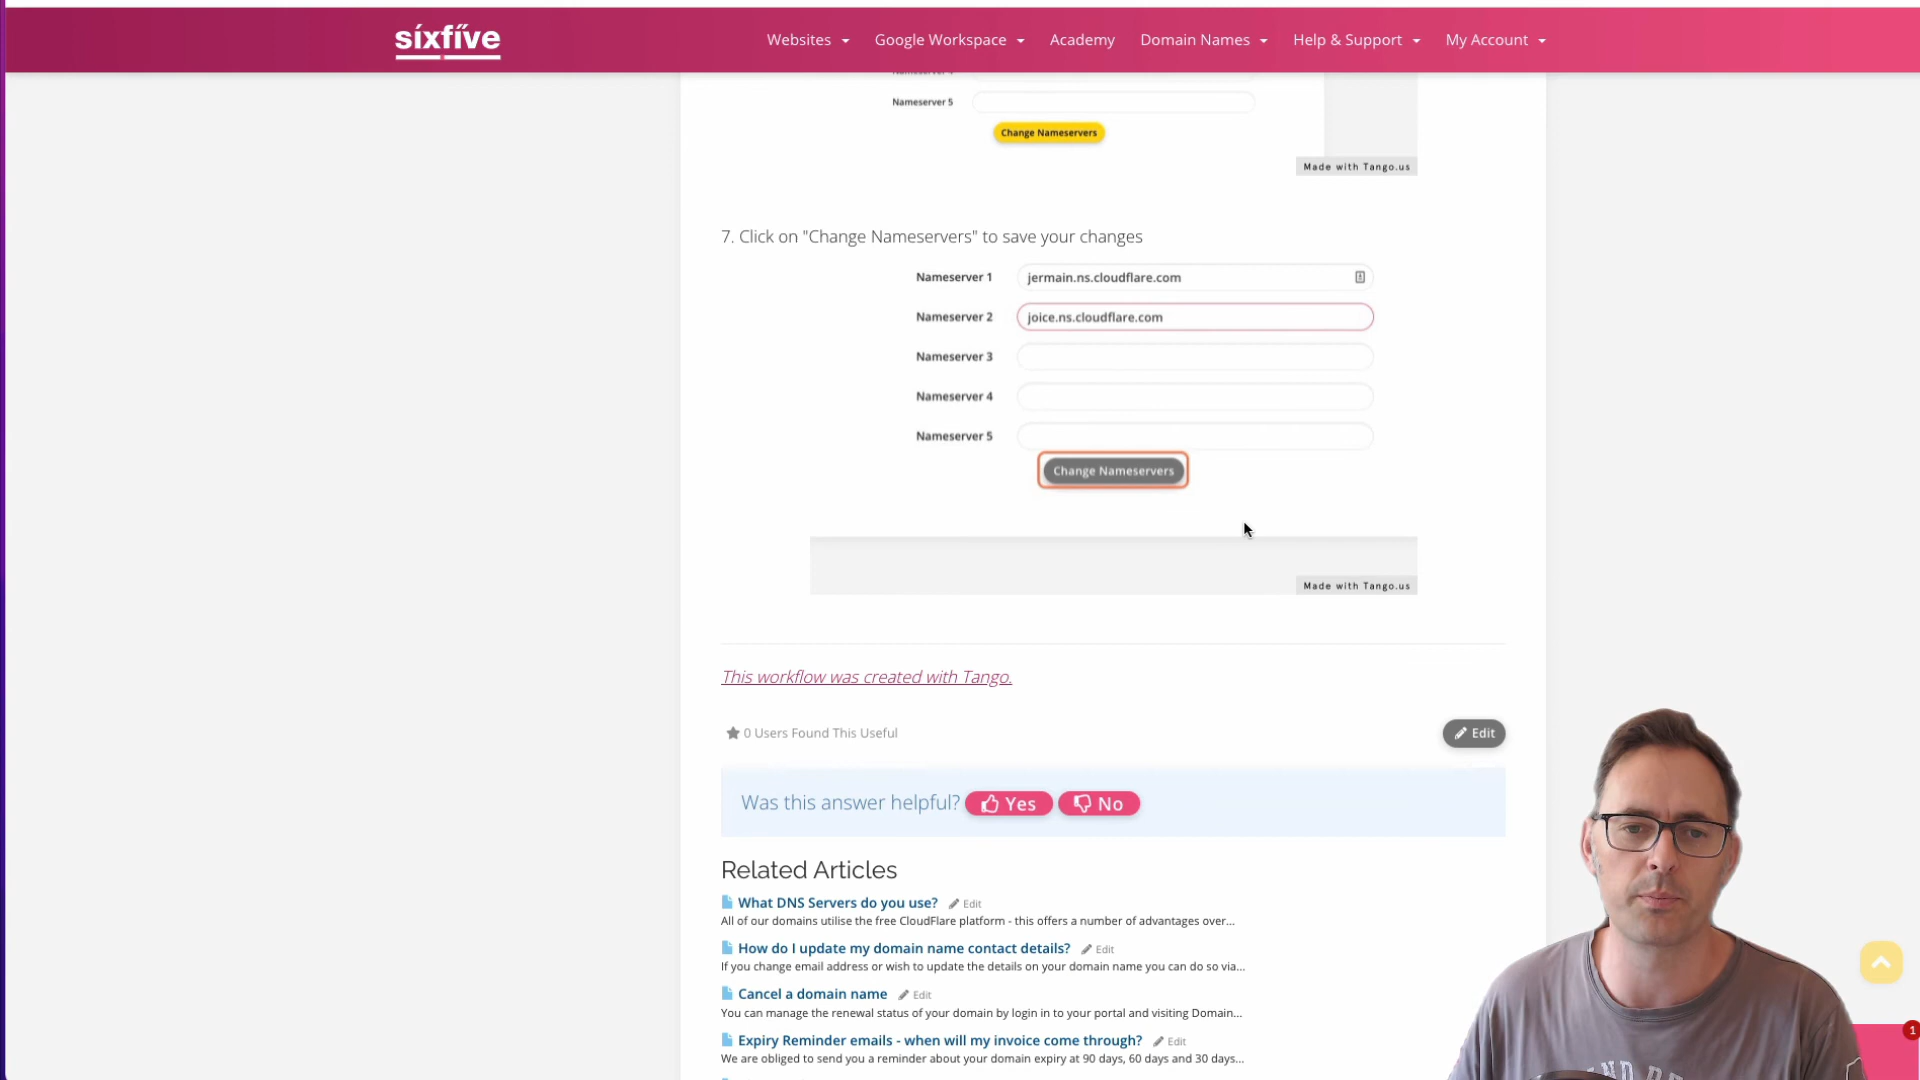 síxfíve
Websites
Google Workspace
Academy
Domain Names
Help & Support
My Account
Nameserver 5
Change Nameservers
Made with Tango.us
7. Click on "Change Nameservers" to save your changes
Nameserver 1 jermain.ns.cloudflare.com
Nameserver 2 joice.ns.cloudflare.com
Nameserver 3
Nameserver 4
Nameserver 5
Change Nameservers
Made with Tango.us
This workflow was created with Tango.
0 Users Found This Useful
Edit
Was this answer helpful? Yes No
Related Articles
What DNS Servers do you use? Edit
All of our domains utilise the free CloudFlare platform - this offers a number of advantages over...
How do I update my domain name contact details? Edit
If you change email address or wish to update the details on your domain name you can do so via...
Cancel a domain name Edit
You can manage the renewal status of your domain by login in to your portal and visiting Domain...
Expiry Reminder emails - when will my invoice come through? Edit
We are obliged to send you a reminder about your domain expiry at 90 days, 60 days and 30 days...
1